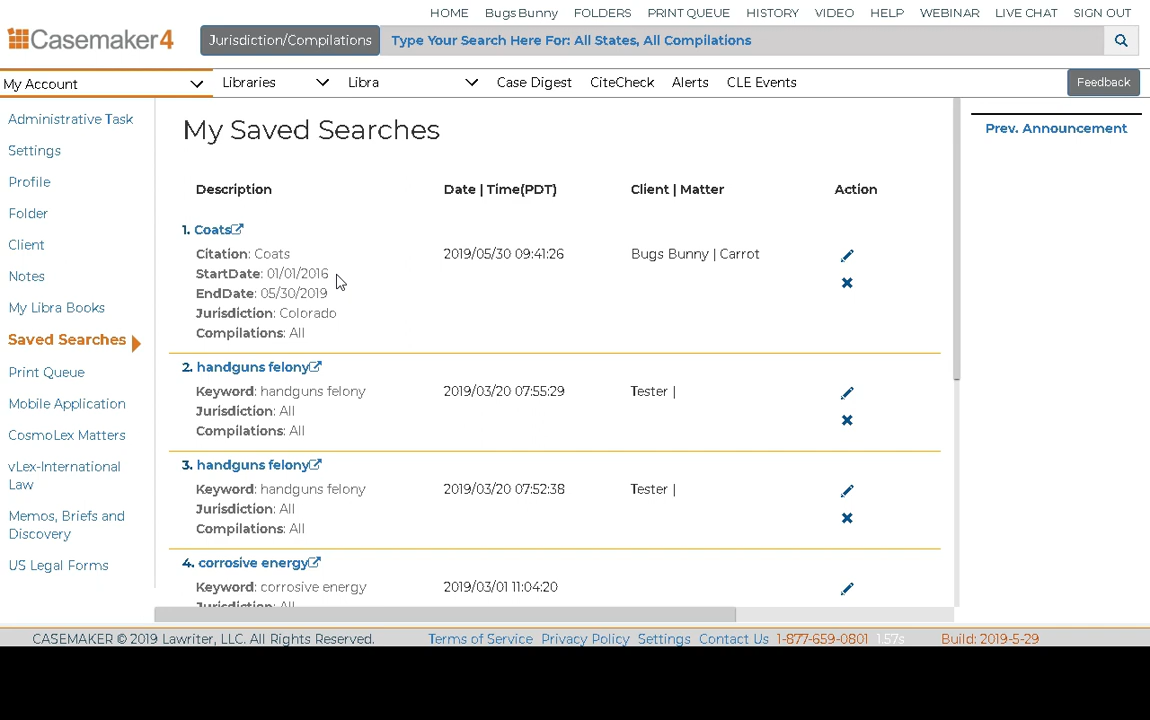 HOME Bugs Bunny FOLDERS PRINT QUEUE HISTORY VIDEO HELP WEBINAR LIVE CHAT SIGN OUT
Casemaker4 Jurisdiction/Compilations Type Your Search Here For: All States, All Compilations
My Account Libraries Libra Case Digest CiteCheck Alerts CLE Events Feedback
Administrative Task
Settings
Profile
Folder
Client
Notes
My Libra Books
Saved Searches
Print Queue
Mobile Application
CosmoLex Matters
vLex-International
Law
Memos, Briefs and
Discovery
US Legal Forms
My Saved Searches
Description Date | Time(PDT) Client | Matter Action
1. Coats
Citation: Coats 2019/05/30 09:41:26 Bugs Bunny | Carrot
StartDate: 01/01/2016
EndDate: 05/30/2019
Jurisdiction: Colorado
Compilations: All
2. handguns felony
Keyword: handguns felony 2019/03/20 07:55:29 Tester |
Jurisdiction: All
Compilations: All
3. handguns felony
Keyword: handguns felony 2019/03/20 07:52:38 Tester |
Jurisdiction: All
Compilations: All
4. corrosive energy
Keyword: corrosive energy 2019/03/01 11:04:20
Jurisdiction: All
Prev. Announcement
CASEMAKER © 2019 Lawriter, LLC. All Rights Reserved. Terms of Service Privacy Policy Settings Contact Us 1-877-659-0801 1.57s Build: 2019-5-29